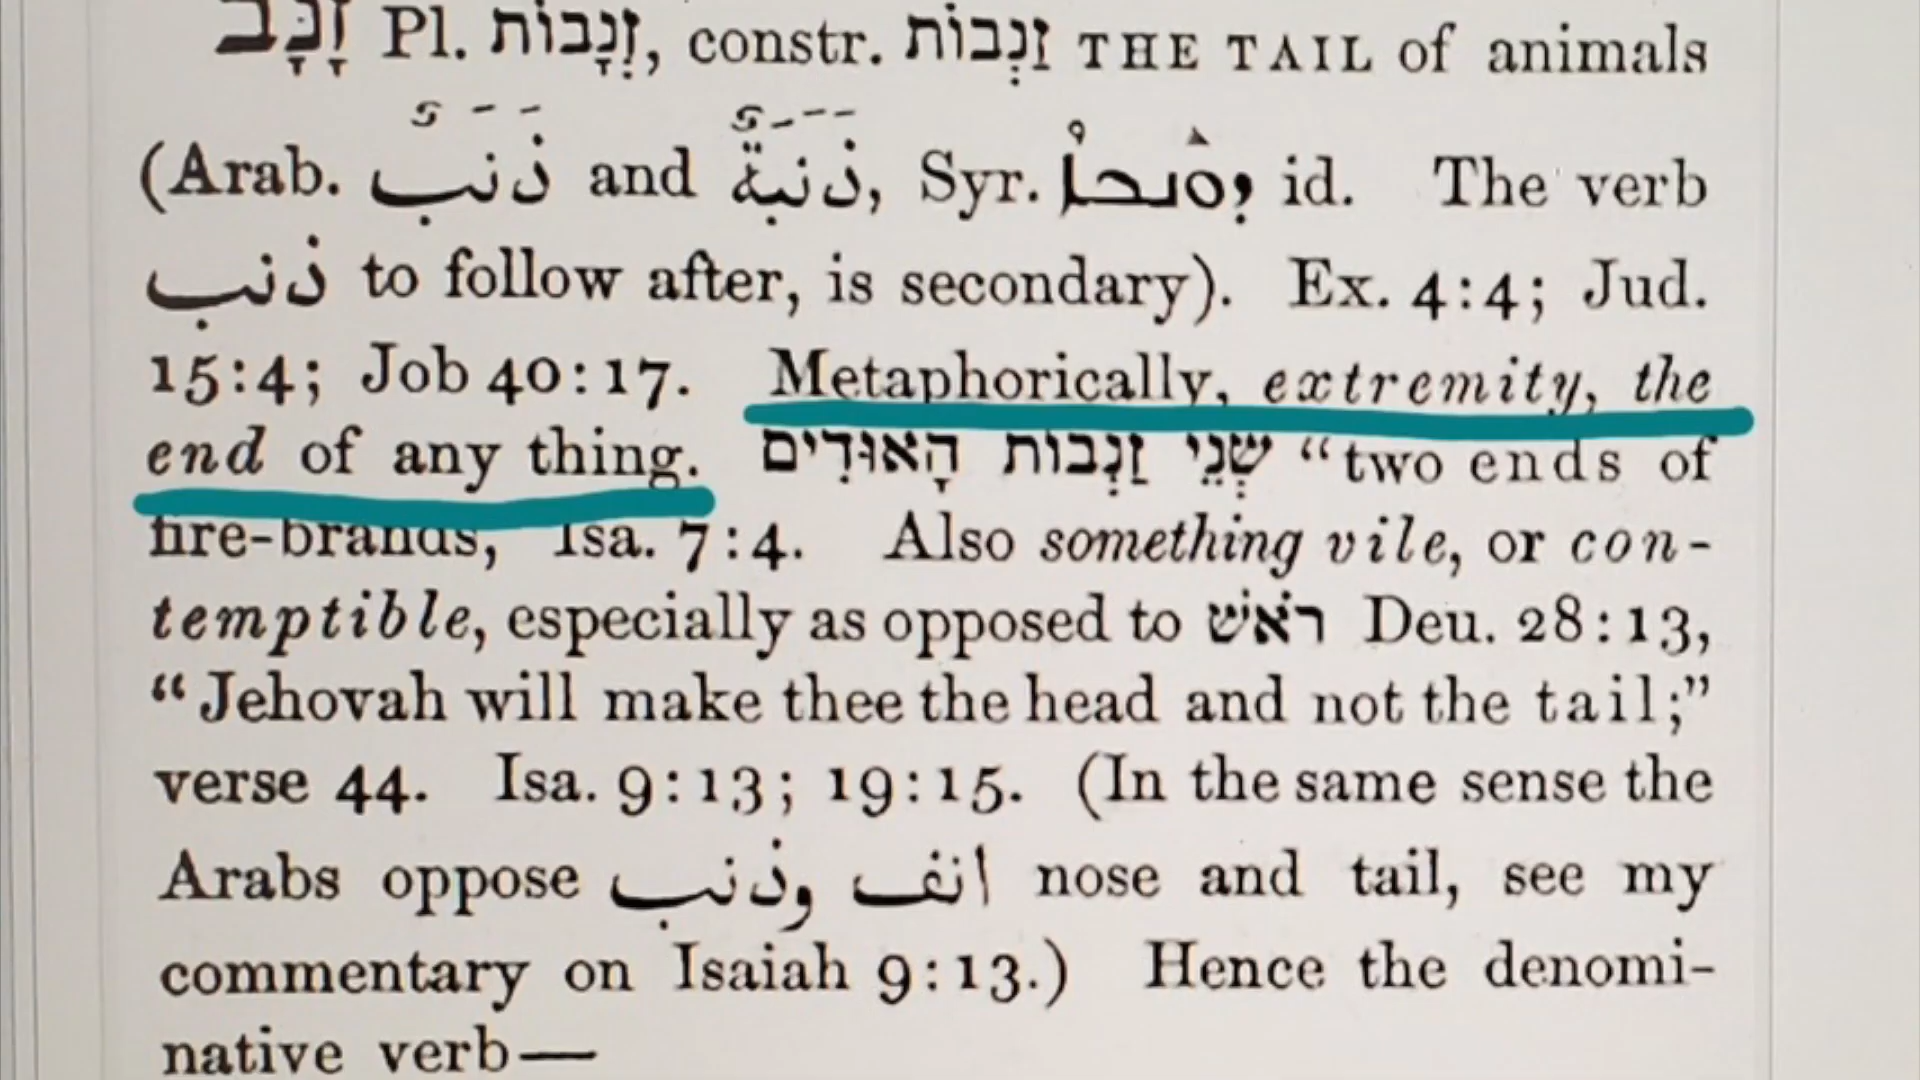 זָנָב Pl. זְנָבוֹת, constr. זַנְבוֹת THE TAIL of animals
(Arab. ذَنَبٌ and ذَنَبَةٌ, Syr. ܕܘܢܒܐ id. The verb
ذنب to follow after, is secondary). Ex. 4:4; Jud.
15:4; Job 40:17. Metaphorically, extremity, the
end of any thing. שְׁנֵי זַנְבוֹת הָאוּדִים “two ends of
fire-brands, Isa. 7:4. Also something vile, or con-
temptible, especially as opposed to רֹאשׁ Deu. 28:13,
“Jehovah will make thee the head and not the tail;”
verse 44. Isa. 9:13; 19:15. (In the same sense the
Arabs oppose انف وذنب nose and tail, see my
commentary on Isaiah 9:13.) Hence the denomi-
native verb—